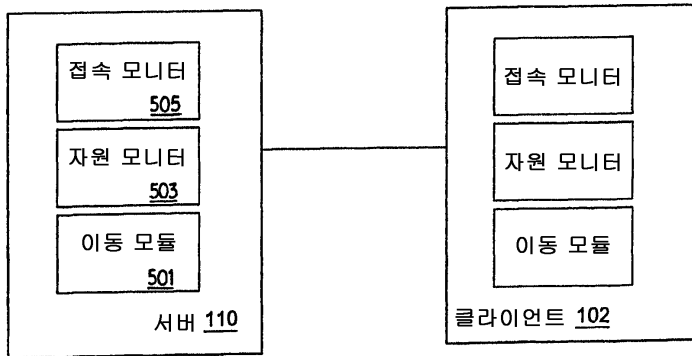 접속 모니터
505
자원 모니터
503
이동 모듈
501
서버 110
접속 모니터
자원 모니터
이동 모듈
클라이언트 102